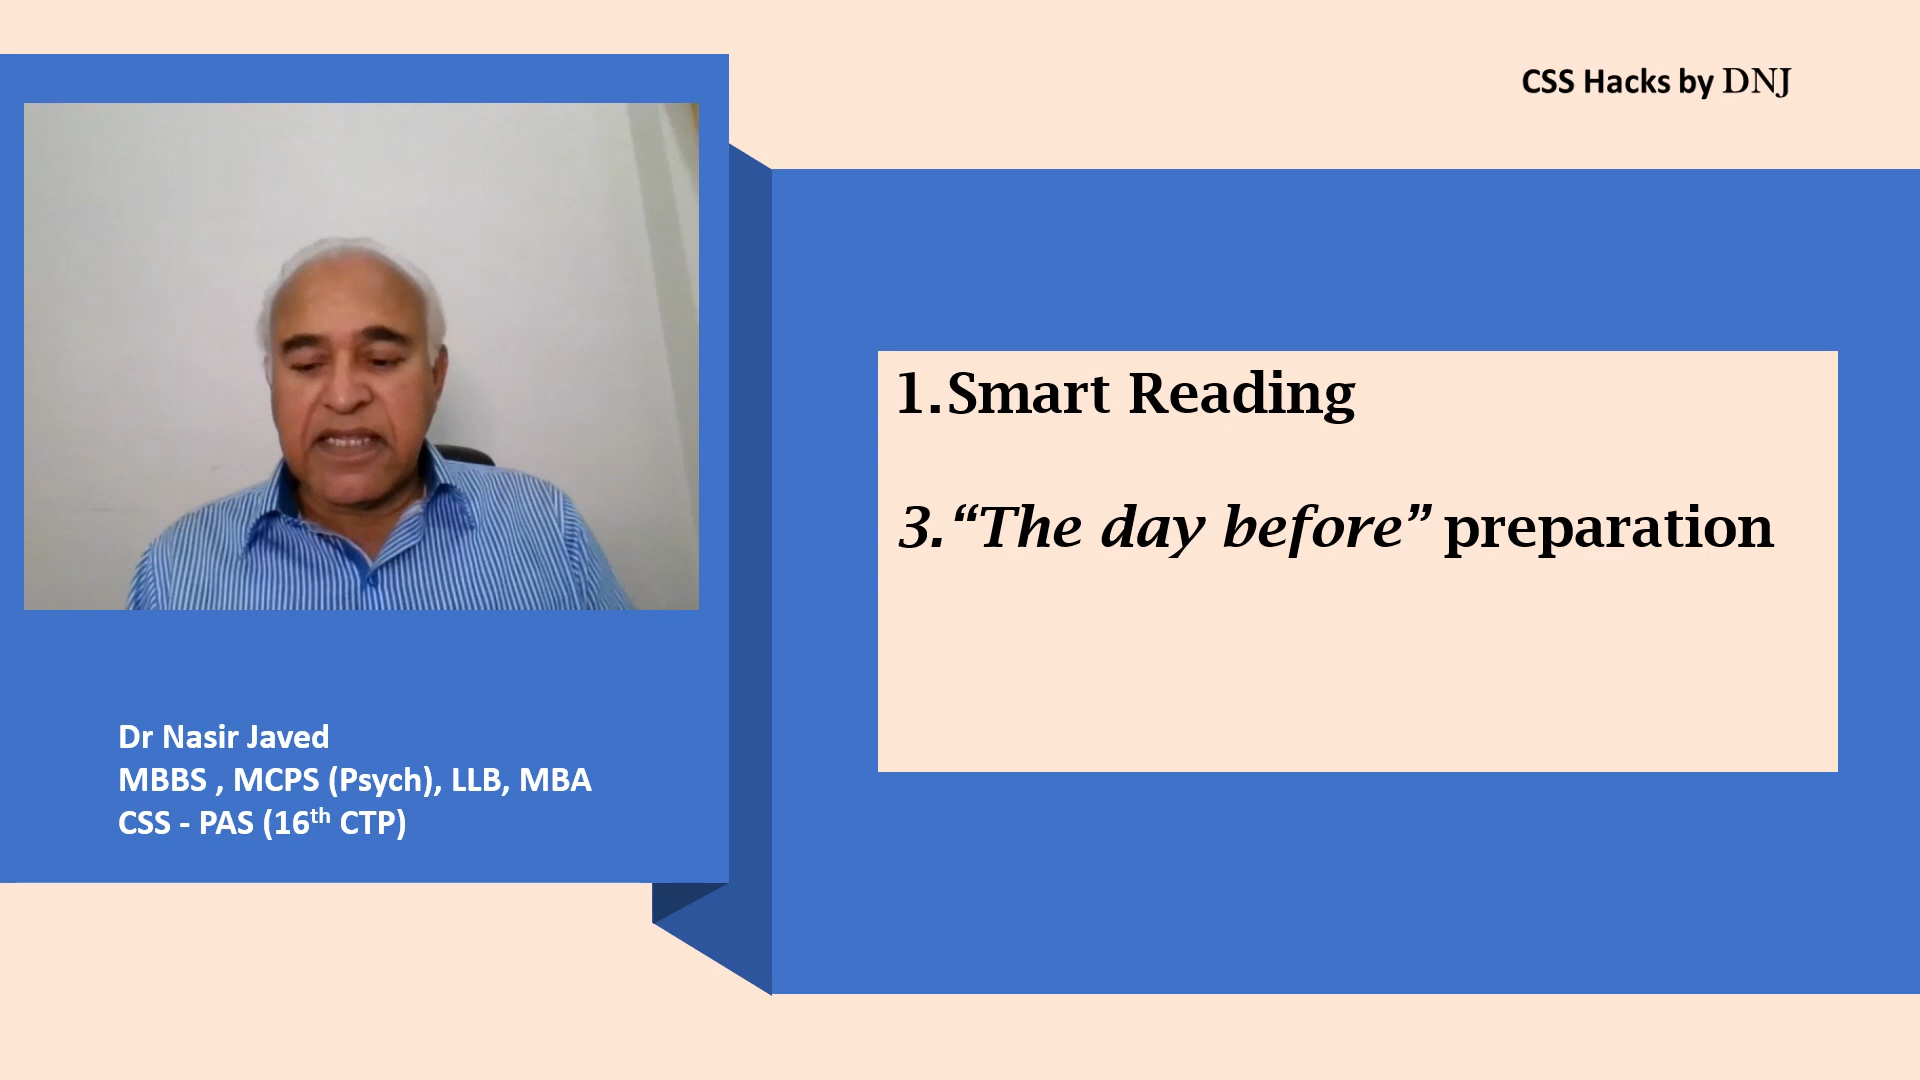 CSS Hacks by DNJ
1.Smart Reading
3.“The day before” preparation
Dr Nasir Javed
MBBS , MCPS (Psych), LLB, MBA
CSS - PAS (16th CTP)